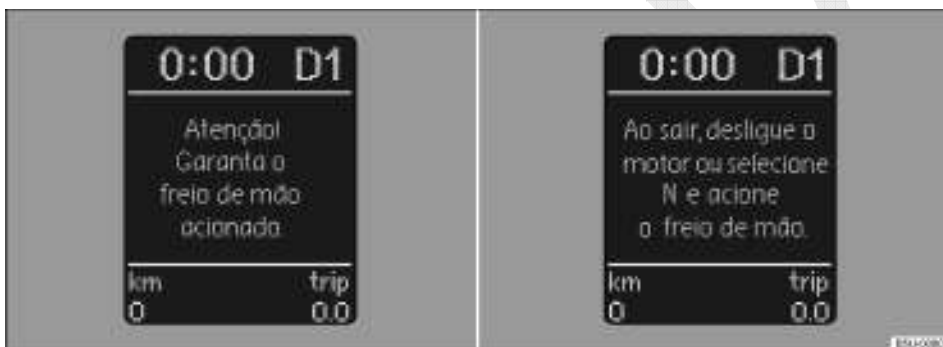 0:00 D1
Atenção!
Garanta o
freio de mão
acionado
km trip
0 0.0
0:00 D1
Ao sair, desligue o
motor ou selecione
N e acione
o freio de mão.
km trip
0 0.0